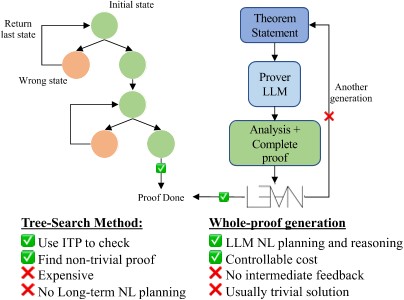 Initial state
Return
last state
Wrong state
Proof Done
Theorem
Statement
Prover
LLM
Analysis +
Complete
proof
Another
generation
LEAN
Tree-Search Method:
Use ITP to check
Find non-trivial proof
Expensive
No Long-term NL planning
Whole-proof generation
LLM NL planning and reasoning
Controllable cost
No intermediate feedback
Usually trivial solution